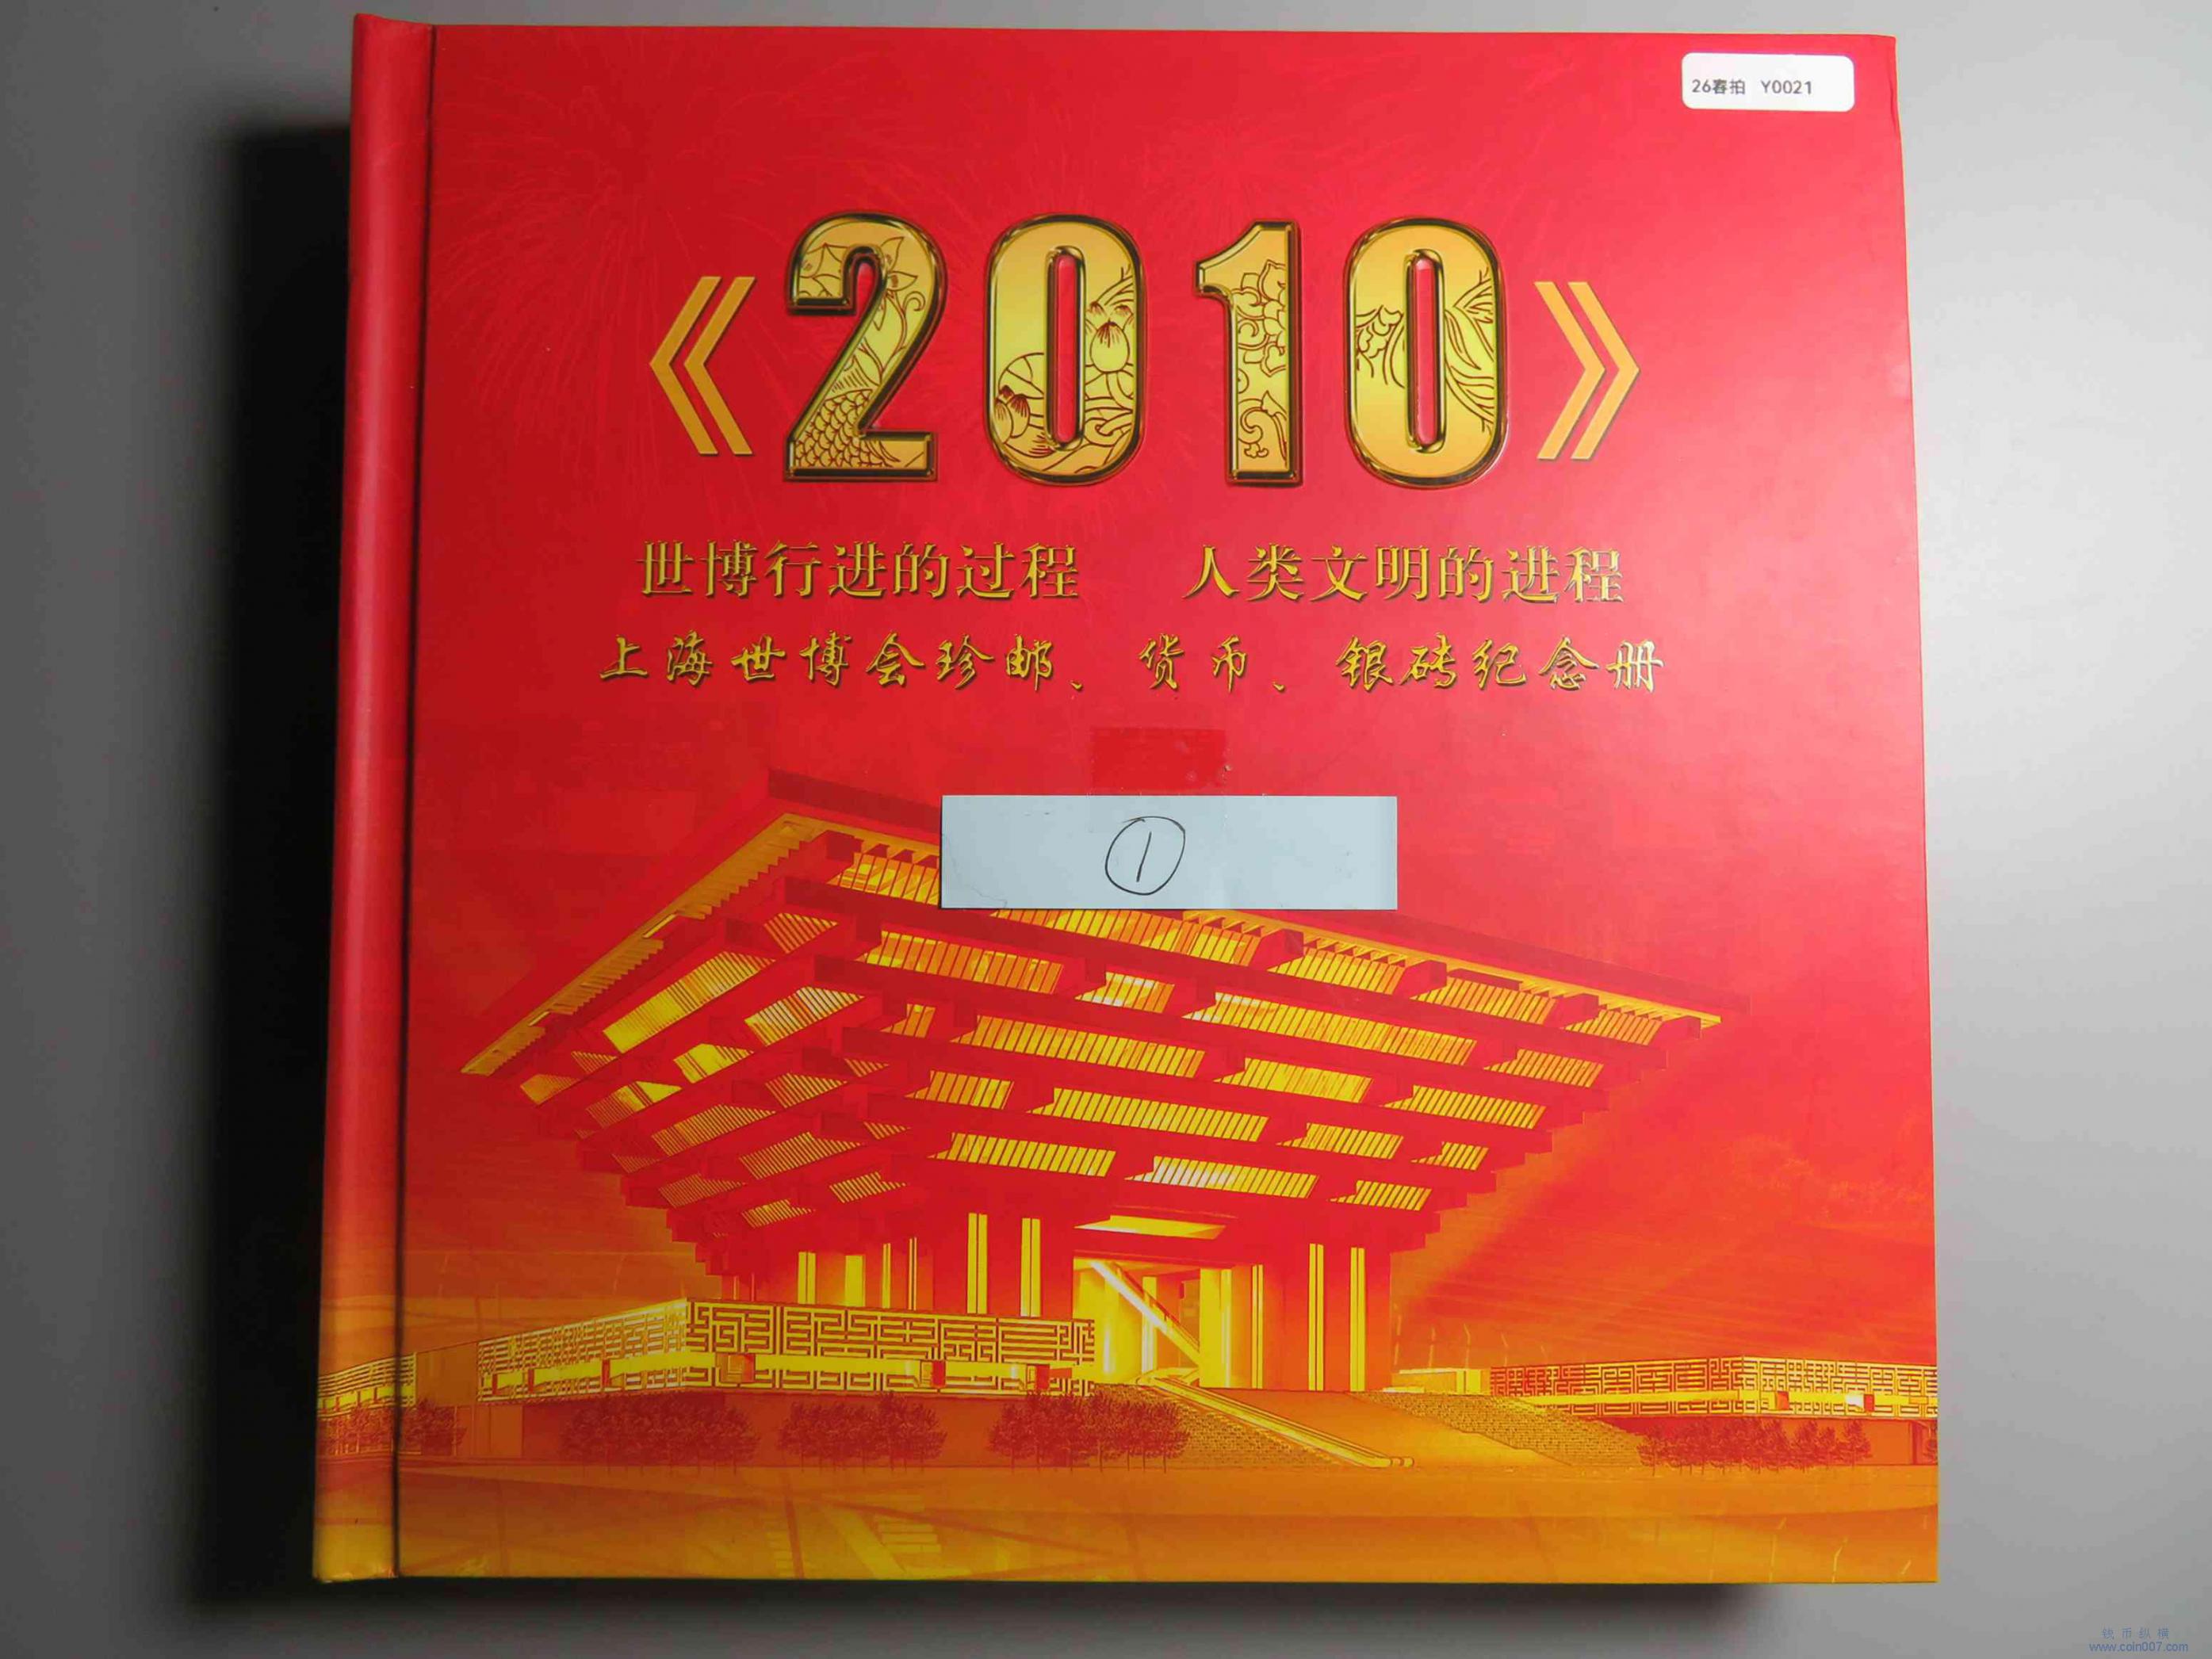 26春拍 Y0021
《2010》
世博行进的过程 人类文明的进程
上海世博会珍邮、货币、银砖纪念册
①
钱币纵横
www.coin007.com